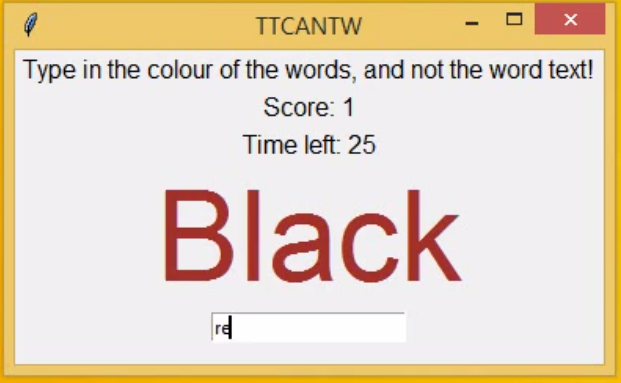 TTCANTW
Type in the colour of the words, and not the word text!
Score: 1
Time left: 25
Black
re